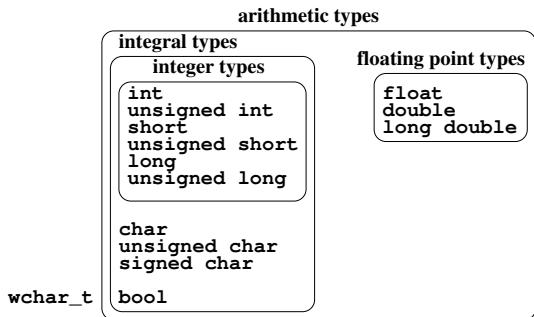 arithmetic types
integral types
integer types
int
unsigned int
short
unsigned short
long
unsigned long
char
unsigned char
signed char
wchar_t bool
floating point types
float
double
long double